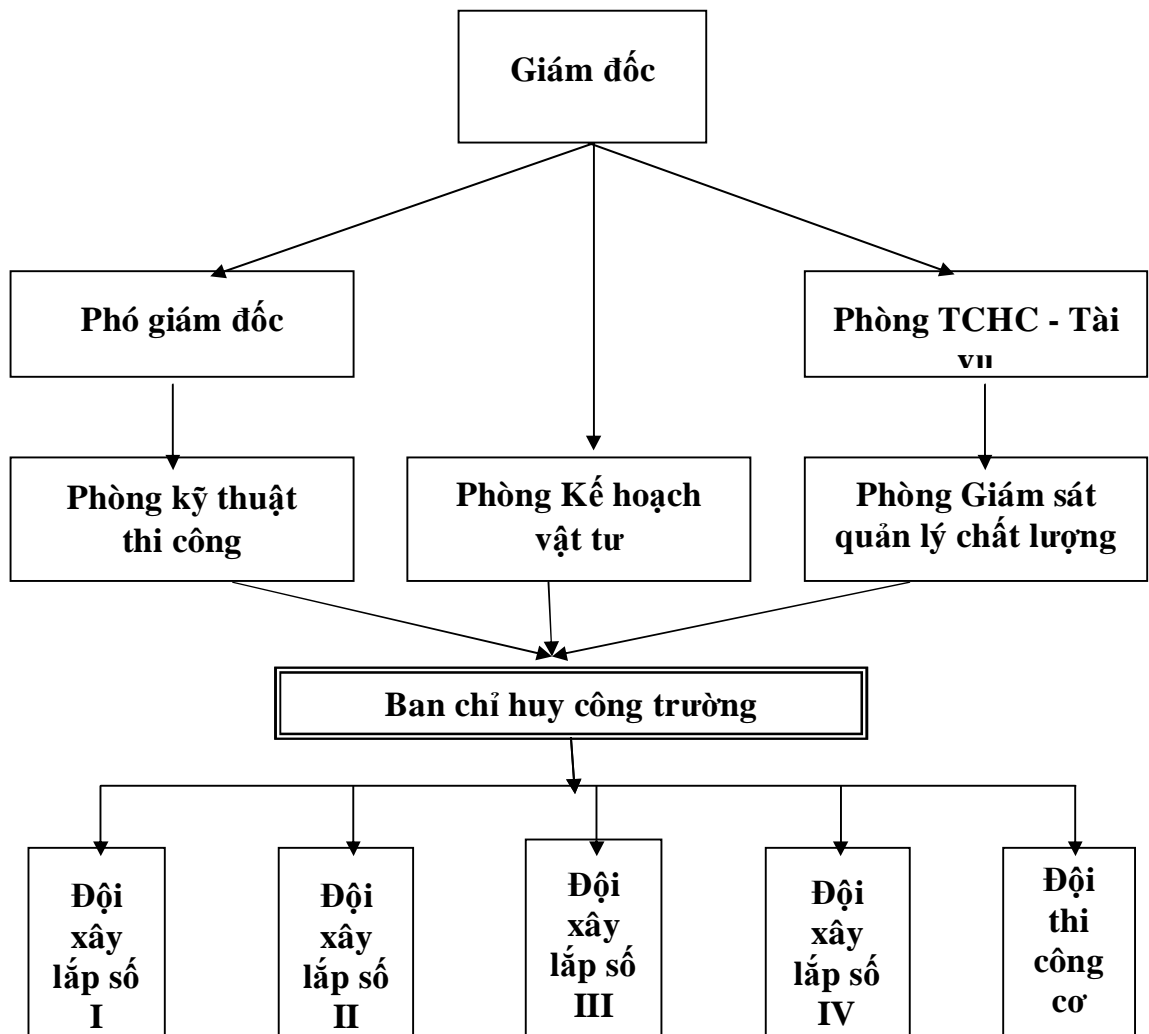 Giám đốc
Phó giám đốc
Phòng TCHC - Tài
vụ
Phòng kỹ thuật
thi công
Phòng Kế hoạch
vật tư
Phòng Giám sát
quản lý chất lượng
Ban chỉ huy công trường
Đội
xây
lắp số
I
Đội
xây
lắp số
II
Đội
xây
lắp số
III
Đội
xây
lắp số
IV
Đội
thi
công
cơ